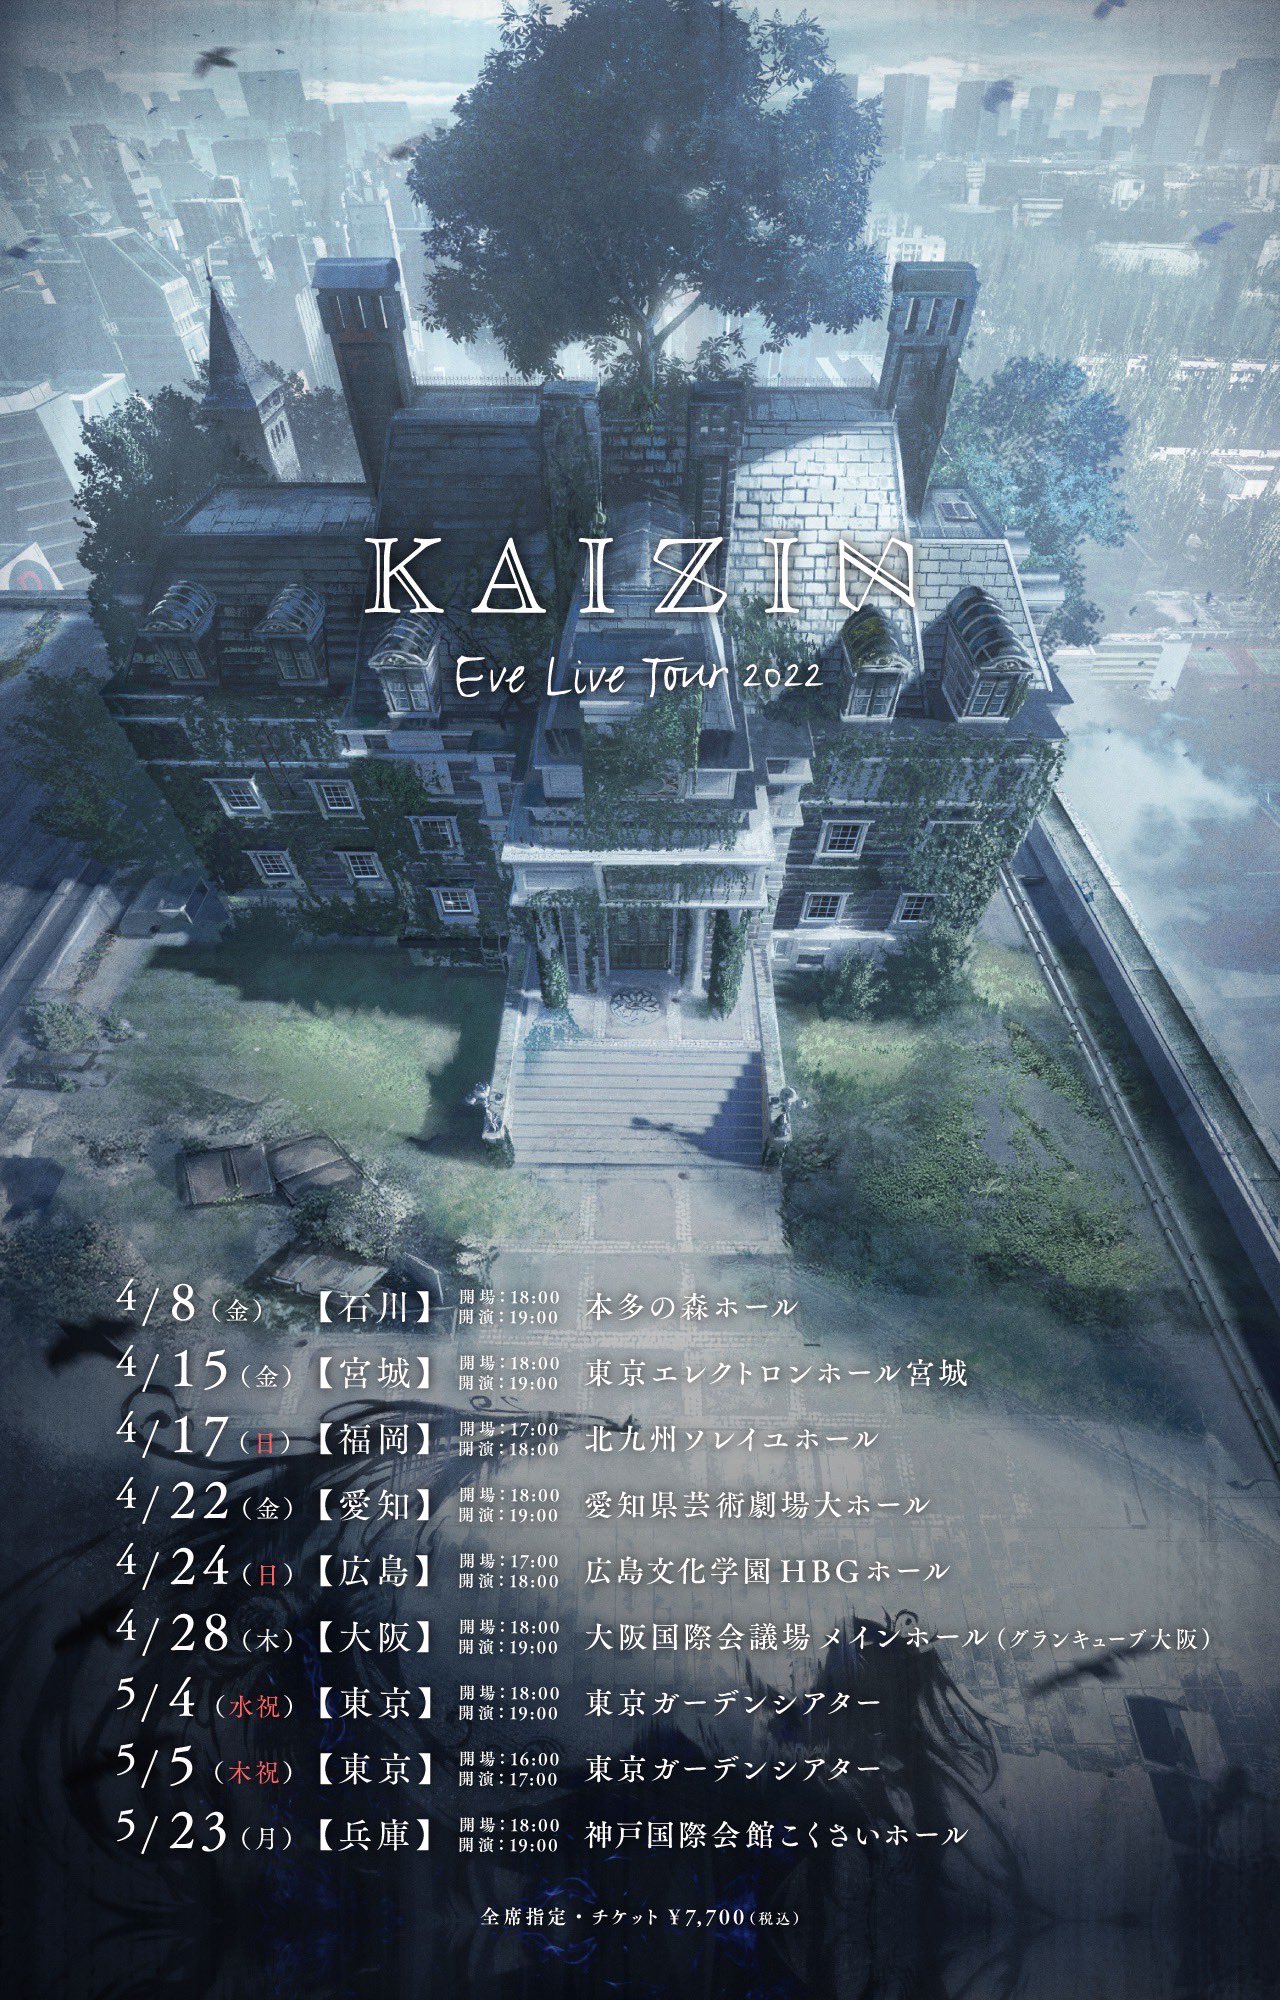 KAIZIN
Eve Live Tour 2022
4/8（金）【石川】 開場：18:00 開演：19:00 本多の森ホール
4/15（金）【宮城】 開場：18:00 開演：19:00 東京エレクトロンホール宮城
4/17（日）【福岡】 開場：17:00 開演：18:00 北九州ソレイユホール
4/22（金）【愛知】 開場：18:00 開演：19:00 愛知県芸術劇場大ホール
4/24（日）【広島】 開場：17:00 開演：18:00 広島文化学園HBGホール
4/28（木）【大阪】 開場：18:00 開演：19:00 大阪国際会議場 メインホール（グランキューブ大阪）
5/4（水祝）【東京】 開場：18:00 開演：19:00 東京ガーデンシアター
5/5（木祝）【東京】 開場：16:00 開演：17:00 東京ガーデンシアター
5/23（月）【兵庫】 開場：18:00 開演：19:00 神戸国際会館こくさいホール
全席指定・チケット ¥7,700（税込）